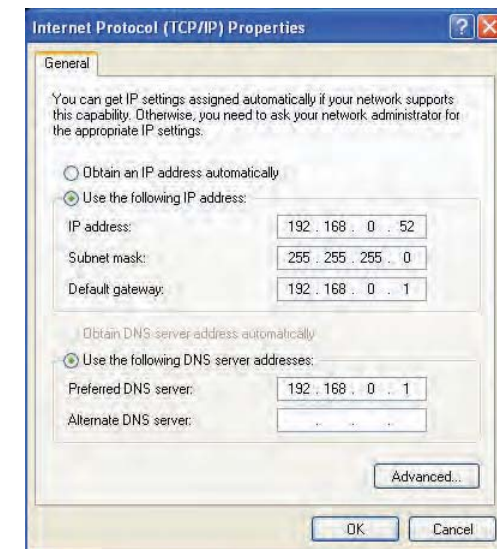 Internet Protocol (TCP/IP) Properties
General
You can get IP settings assigned automatically if your network supports
this capability. Otherwise, you need to ask your network administrator for
the appropriate IP settings.
Obtain an IP address automatically
Use the following IP address:
IP address: 192 . 168 . 0 . 52
Subnet mask: 255 . 255 . 255 . 0
Default gateway: 192 . 168 . 0 . 1
Obtain DNS server address automatically
Use the following DNS server addresses:
Preferred DNS server: 192 . 168 . 0 . 1
Alternate DNS server: . . .
Advanced...
OK Cancel